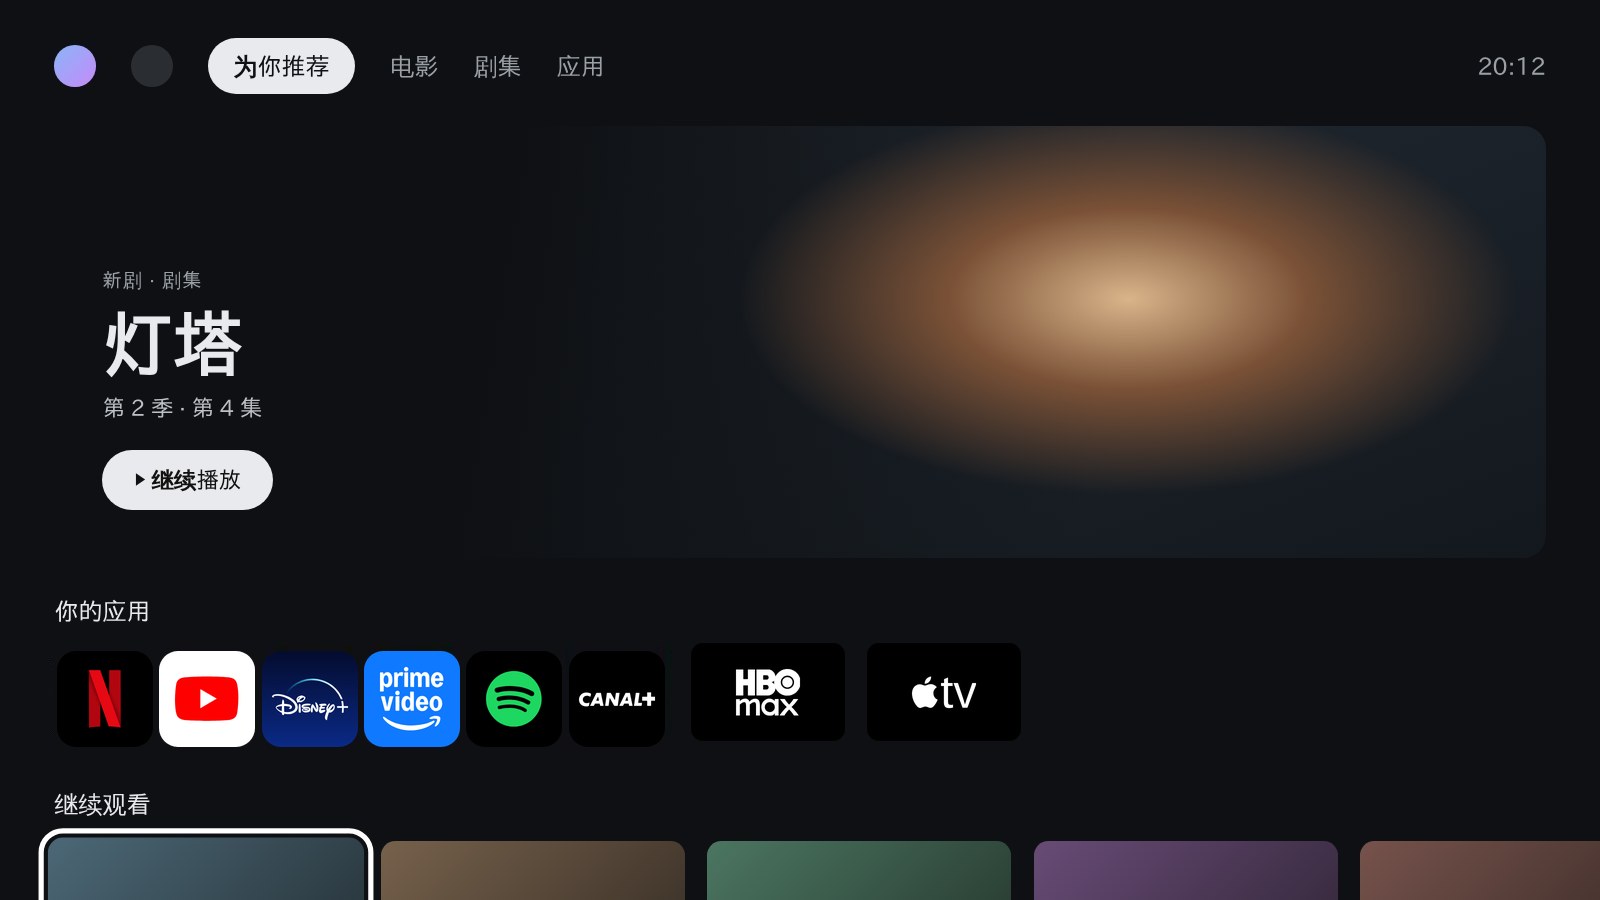 为你推荐 电影 剧集 应用 20:12
新剧 · 剧集
灯塔
第 2 季 · 第 4 集
继续播放
你的应用
N
Disney+
prime
video
CANAL+
HBO
max
tv
继续观看